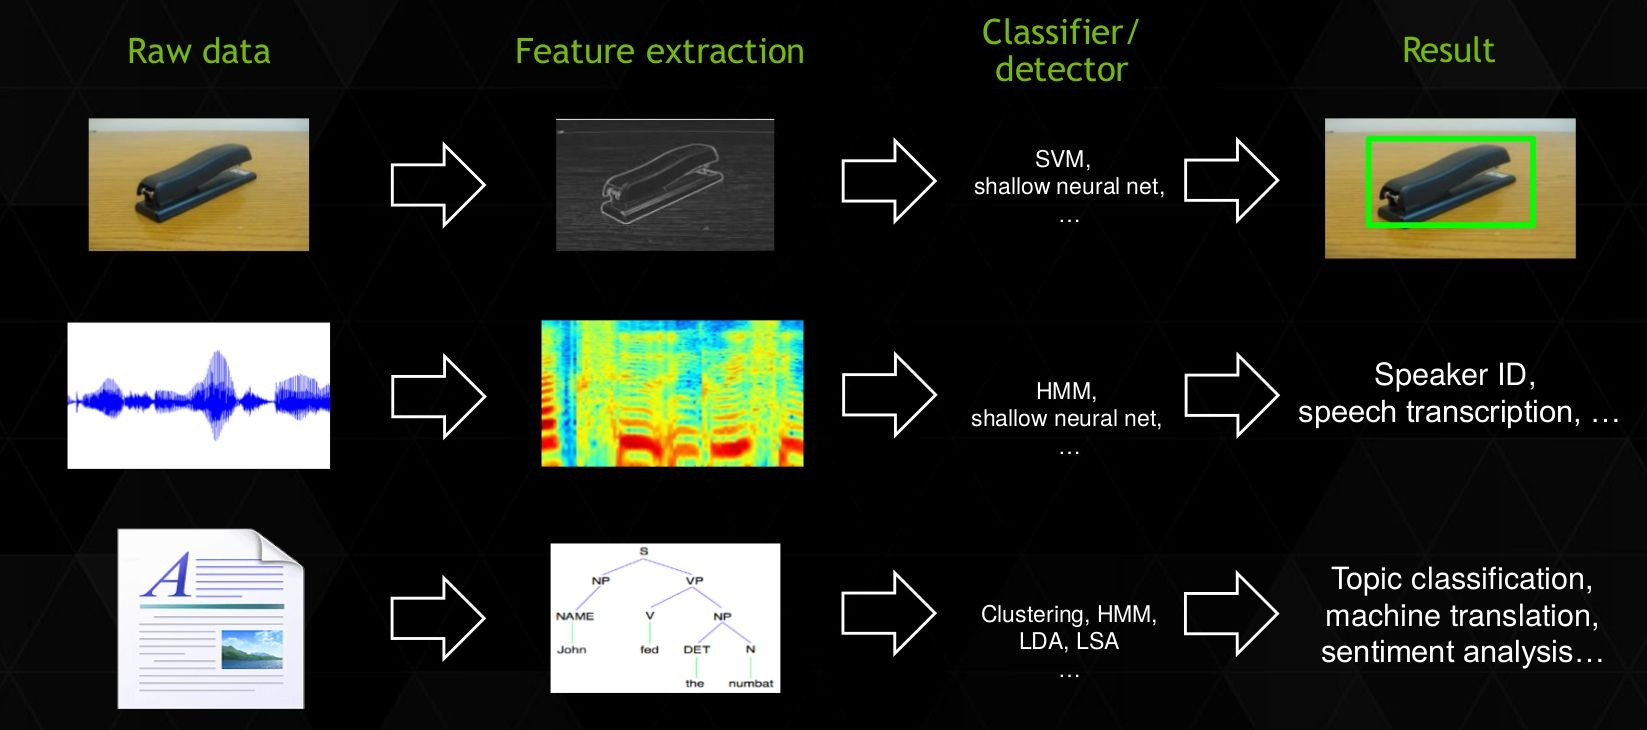 Raw data
Feature extraction
Classifier/
detector
Result
SVM,
shallow neural net,
…
HMM,
shallow neural net,
…
Speaker ID,
speech transcription, …
A
S
NP VP
NAME V NP
John fed DET N
the numbat
Clustering, HMM,
LDA, LSA
…
Topic classification,
machine translation,
sentiment analysis…